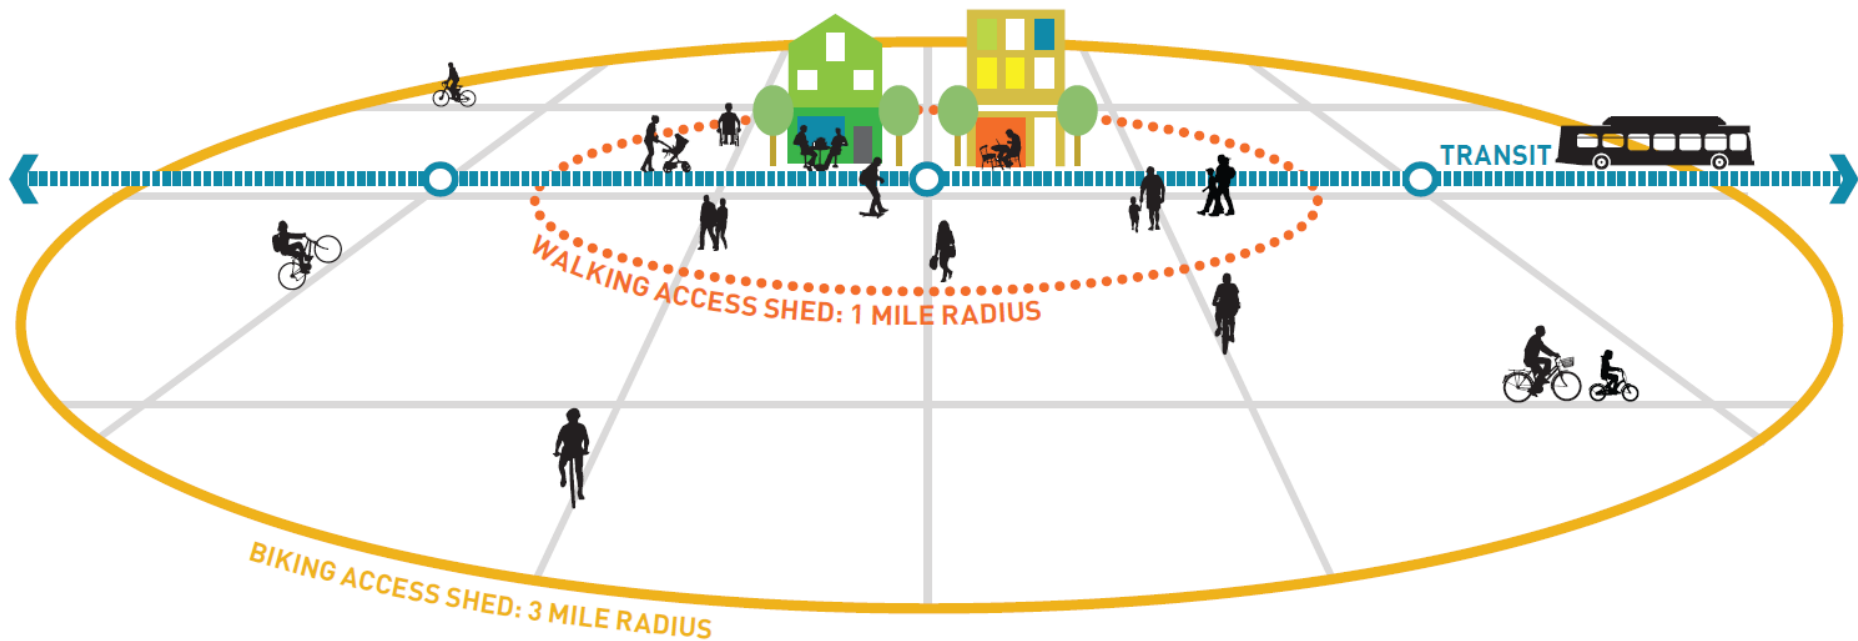 TRANSIT
WALKING ACCESS SHED: 1 MILE RADIUS
BIKING ACCESS SHED: 3 MILE RADIUS